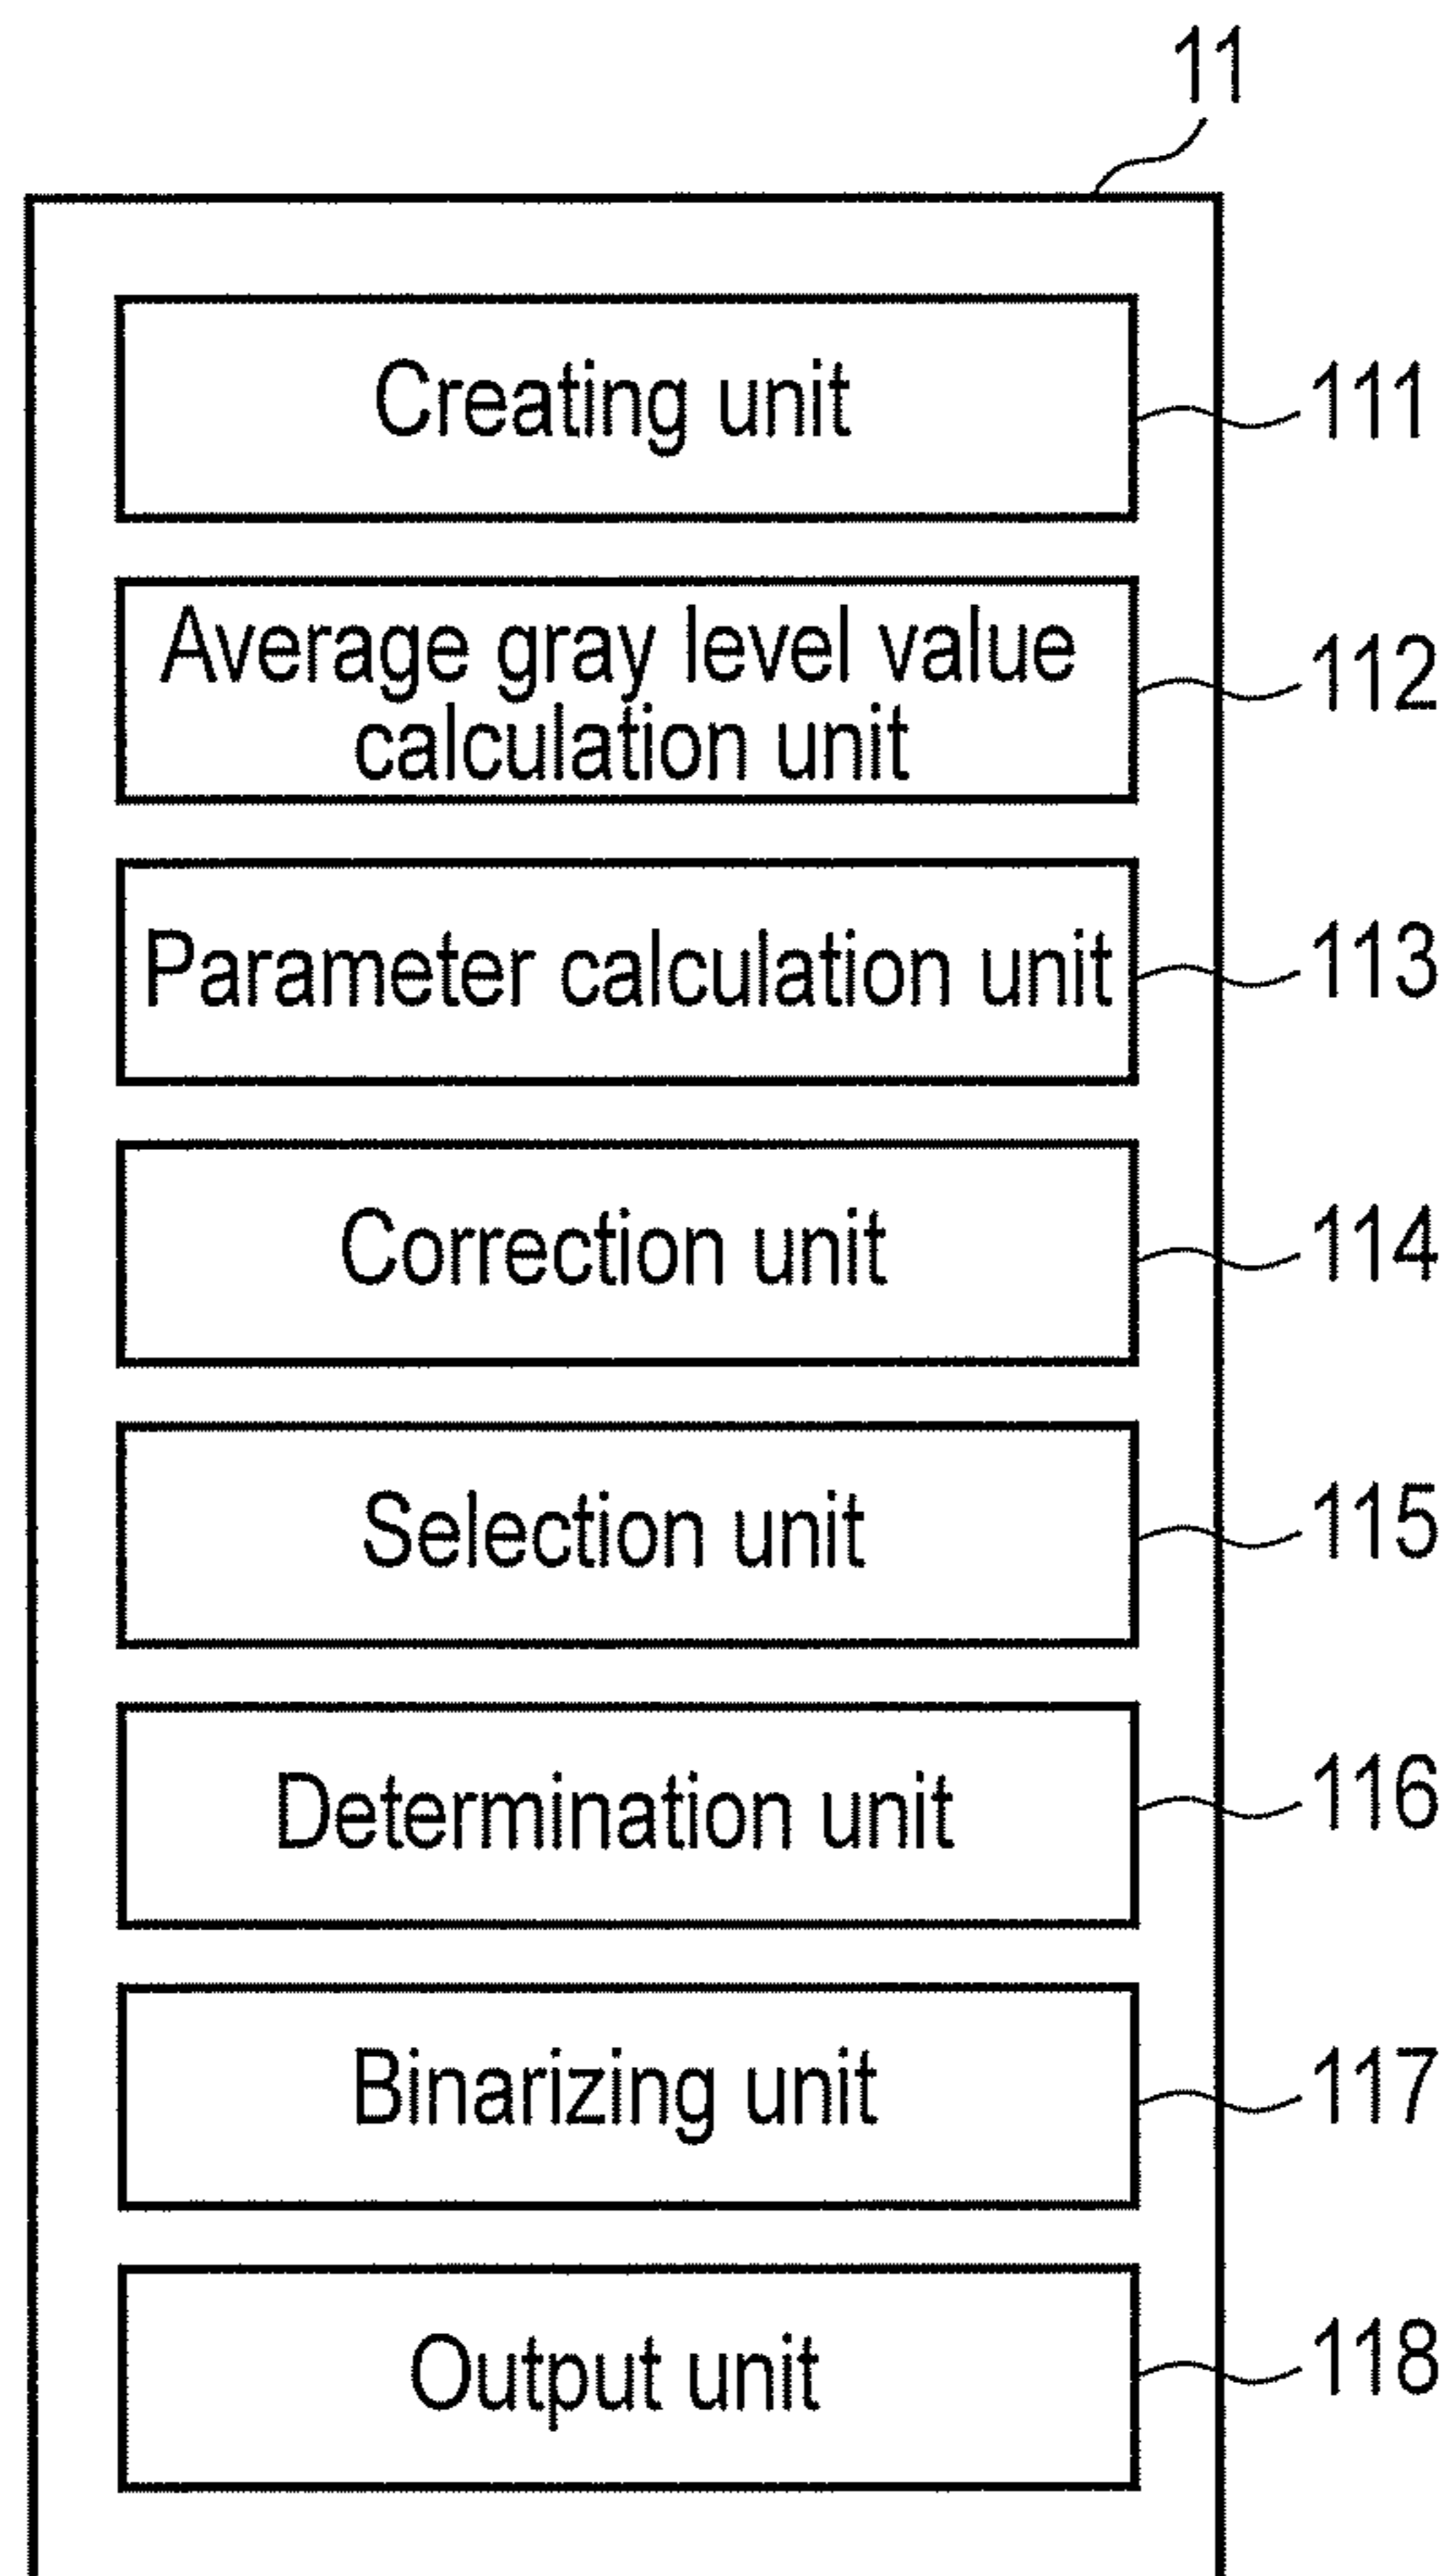 11
Creating unit
111
Average gray level value
calculation unit
112
Parameter calculation unit
113
Correction unit
114
Selection unit
115
Determination unit
116
Binarizing unit
117
Output unit
118